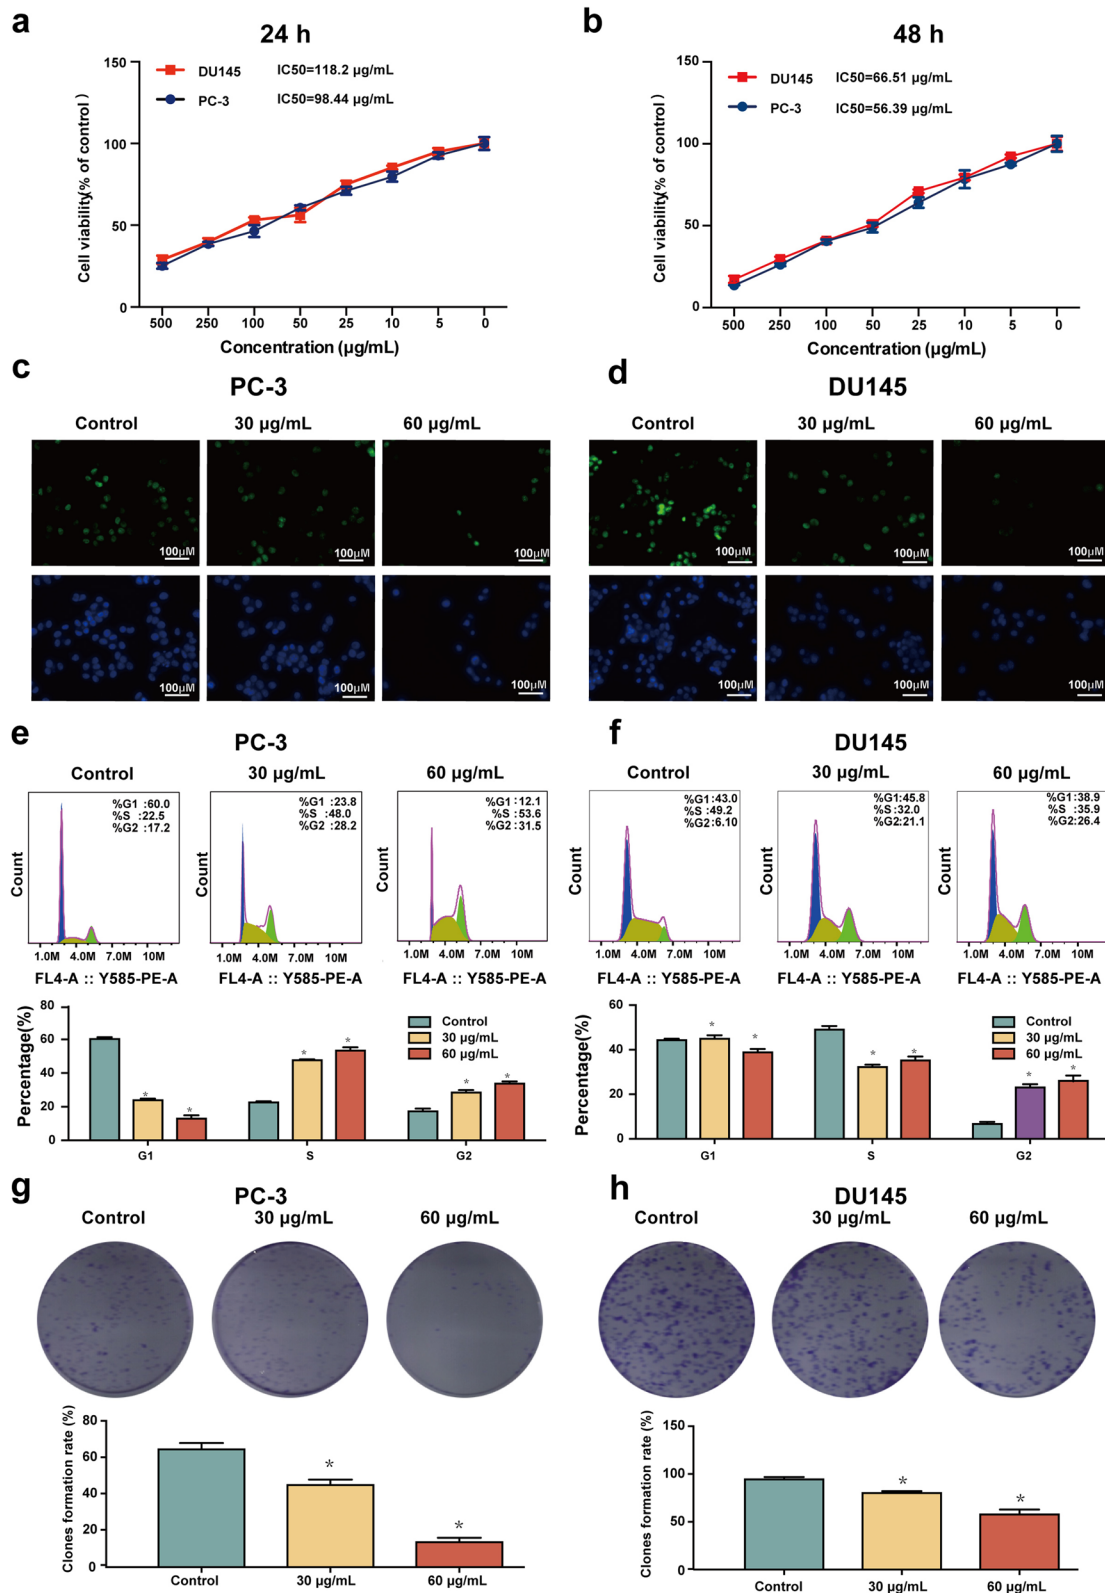 a
24 h
150
100
50
0
Cell viability(% of control)
DU145 IC50=118.2 μg/mL
PC-3 IC50=98.44 μg/mL
500 250 100 50 25 10 5 0
Concentration (μg/mL)
b
48 h
150
100
50
0
Cell viability(% of control)
DU145 IC50=66.51 μg/mL
PC-3 IC50=56.39 μg/mL
500 250 100 50 25 10 5 0
Concentration (μg/mL)
c
PC-3
Control 30 μg/mL 60 μg/mL
100μM 100μM 100μM
100μM 100μM 100μM
d
DU145
Control 30 μg/mL 60 μg/mL
100μM 100μM 100μM
100μM 100μM 100μM
e
PC-3
Control 30 μg/mL 60 μg/mL
Count
%G1 :60.0
%S :22.5
%G2 :17.2
1.0M 4.0M 7.0M 10M
FL4-A :: Y585-PE-A
Count
%G1 :23.8
%S :48.0
%G2 :28.2
1.0M 4.0M 7.0M 10M
FL4-A :: Y585-PE-A
Count
%G1 :12.1
%S :53.6
%G2 :31.5
1.0M 4.0M 7.0M 10M
FL4-A :: Y585-PE-A
Percentage(%)
80
60
40
20
0
Control
30 μg/mL
60 μg/mL
* * * * * *
G1 S G2
f
DU145
Control 30 μg/mL 60 μg/mL
Count
%G1:43.0
%S :49.2
%G2:6.10
1.0M 4.0M 7.0M 10M
FL4-A :: Y585-PE-A
Count
%G1:45.8
%S :32.0
%G2:21.1
1.0M 4.0M 7.0M 10M
FL4-A :: Y585-PE-A
Count
%G1:38.9
%S :35.9
%G2:26.4
1.0M 4.0M 7.0M 10M
FL4-A :: Y585-PE-A
Percentage(%)
60
40
20
0
Control
30 μg/mL
60 μg/mL
* * * * * *
G1 S G2
g
PC-3
Control 30 μg/mL 60 μg/mL
Clones formation rate (%)
80
60
40
20
0
* *
Control 30 μg/mL 60 μg/mL
h
DU145
Control 30 μg/mL 60 μg/mL
Clones formation rate (%)
150
100
50
0
* *
Control 30 μg/mL 60 μg/mL